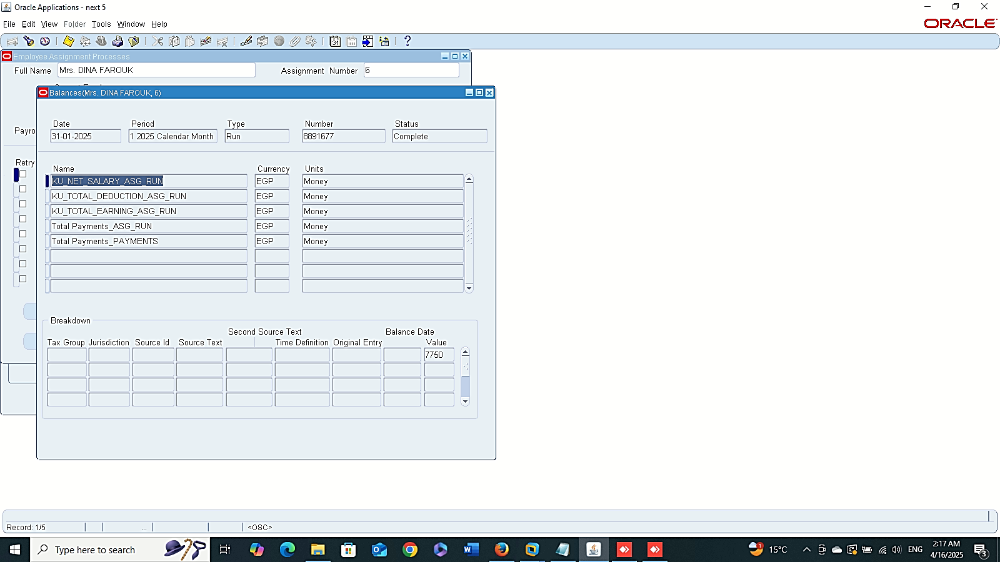 Oracle Applications - next 5
File Edit View Folder Tools Window Help
ORACLE
Employee Assignment Processes
Full Name Mrs. DINA FAROUK Assignment Number 6
Balances(Mrs. DINA FAROUK, 6)
Payro
Retry
Date Period Type Number Status
31-01-2025 1 2025 Calendar Month Run 8891677 Complete
Name Currency Units
KU_NET_SALARY_ASG_RUN EGP Money
KU_TOTAL_DEDUCTION_ASG_RUN EGP Money
KU_TOTAL_EARNING_ASG_RUN EGP Money
Total Payments_ASG_RUN EGP Money
Total Payments_PAYMENTS EGP Money
Breakdown
Second Source Text Balance Date
Tax Group Jurisdiction Source Id Source Text Time Definition Original Entry Value
7750
Record: 1/5 ... <OSC>
Type here to search
1 15°C ENG
2:17 AM
4/16/2025
3